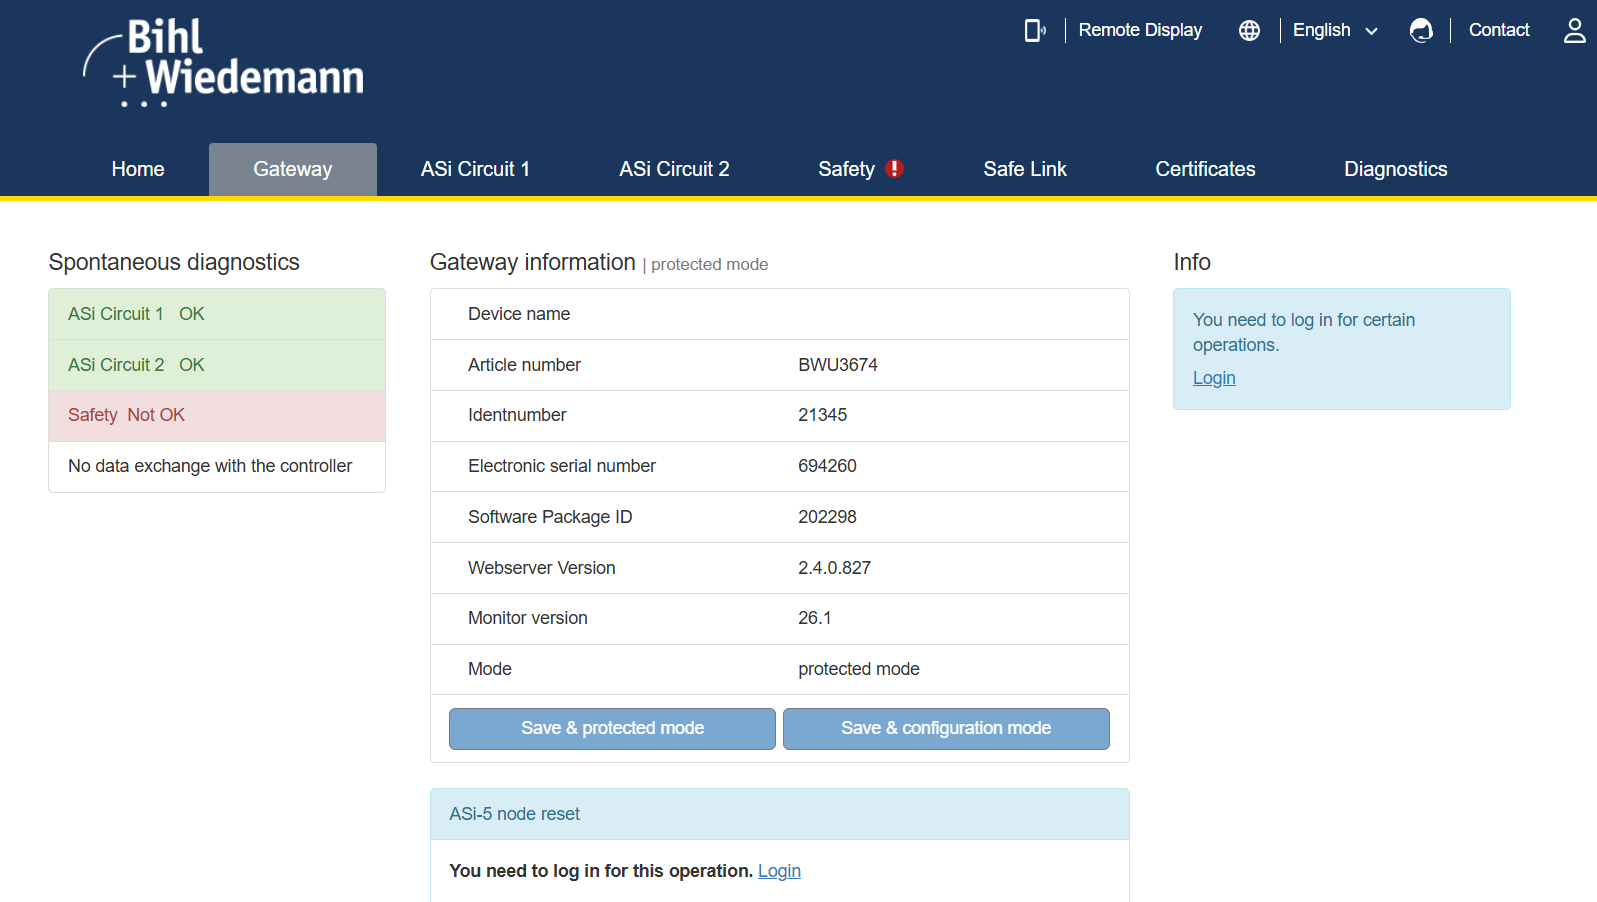 Bihl
+ Wiedemann
Remote Display
English
Contact
Home
Gateway
ASi Circuit 1
ASi Circuit 2
Safety
Safe Link
Certificates
Diagnostics
Spontaneous diagnostics
ASi Circuit 1 OK
ASi Circuit 2 OK
Safety Not OK
No data exchange with the controller
Gateway information | protected mode
Device name
Article number BWU3674
Identnumber 21345
Electronic serial number 694260
Software Package ID 202298
Webserver Version 2.4.0.827
Monitor version 26.1
Mode protected mode
Save & protected mode
Save & configuration mode
ASi-5 node reset
You need to log in for this operation. Login
Info
You need to log in for certain
operations.
Login